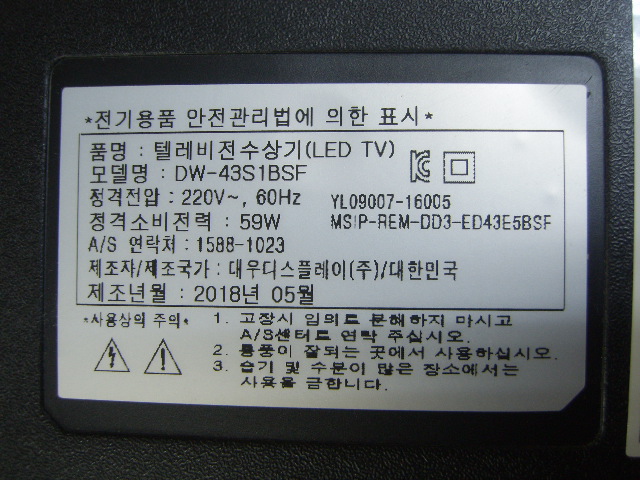 *전기용품 안전관리법에 의한 표시*
품명 : 텔레비전수상기(LED TV)
모델명 : DW-43S1BSF
정격전압 : 220V~, 60Hz YL09007-16005
정격소비전력 : 59W MSIP-REM-DD3-ED43E5BSF
A/S 연락처 : 1588-1023
제조자/제조국가 : 대우디스플레이(주)/대한민국
제조년월 : 2018년 05월
*사용상의 주의* 1. 고장시 임의로 분해하지 마시고
A/S센터로 연락 주십시오.
2. 통풍이 잘되는 곳에서 사용하십시오.
3. 습기 및 수분이 많은 장소에서는
사용을 금합니다.